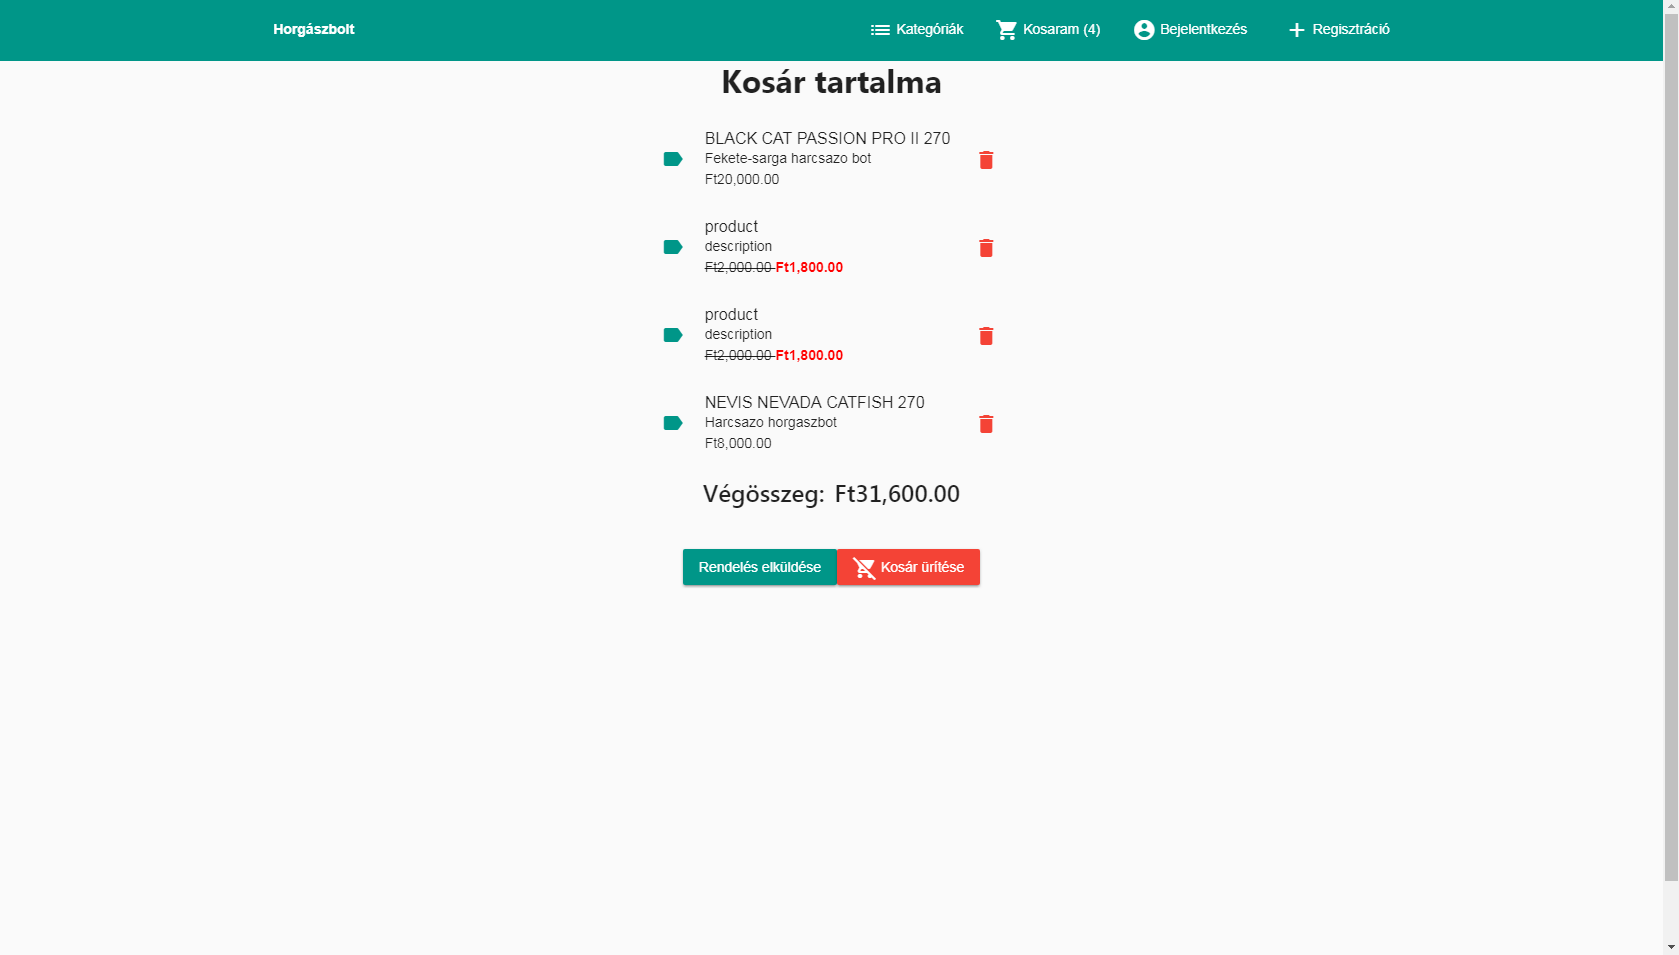 Horgászbolt
Kategóriák
Kosaram (4)
Bejelentkezés
Regisztráció
Kosár tartalma
BLACK CAT PASSION PRO II 270
Fekete-sarga harcsazo bot
Ft20,000.00
product
description
Ft2,000.00 Ft1,800.00
product
description
Ft2,000.00 Ft1,800.00
NEVIS NEVADA CATFISH 270
Harcsazo horgaszbot
Ft8,000.00
Végösszeg: Ft31,600.00
Rendelés elküldése
Kosár ürítése